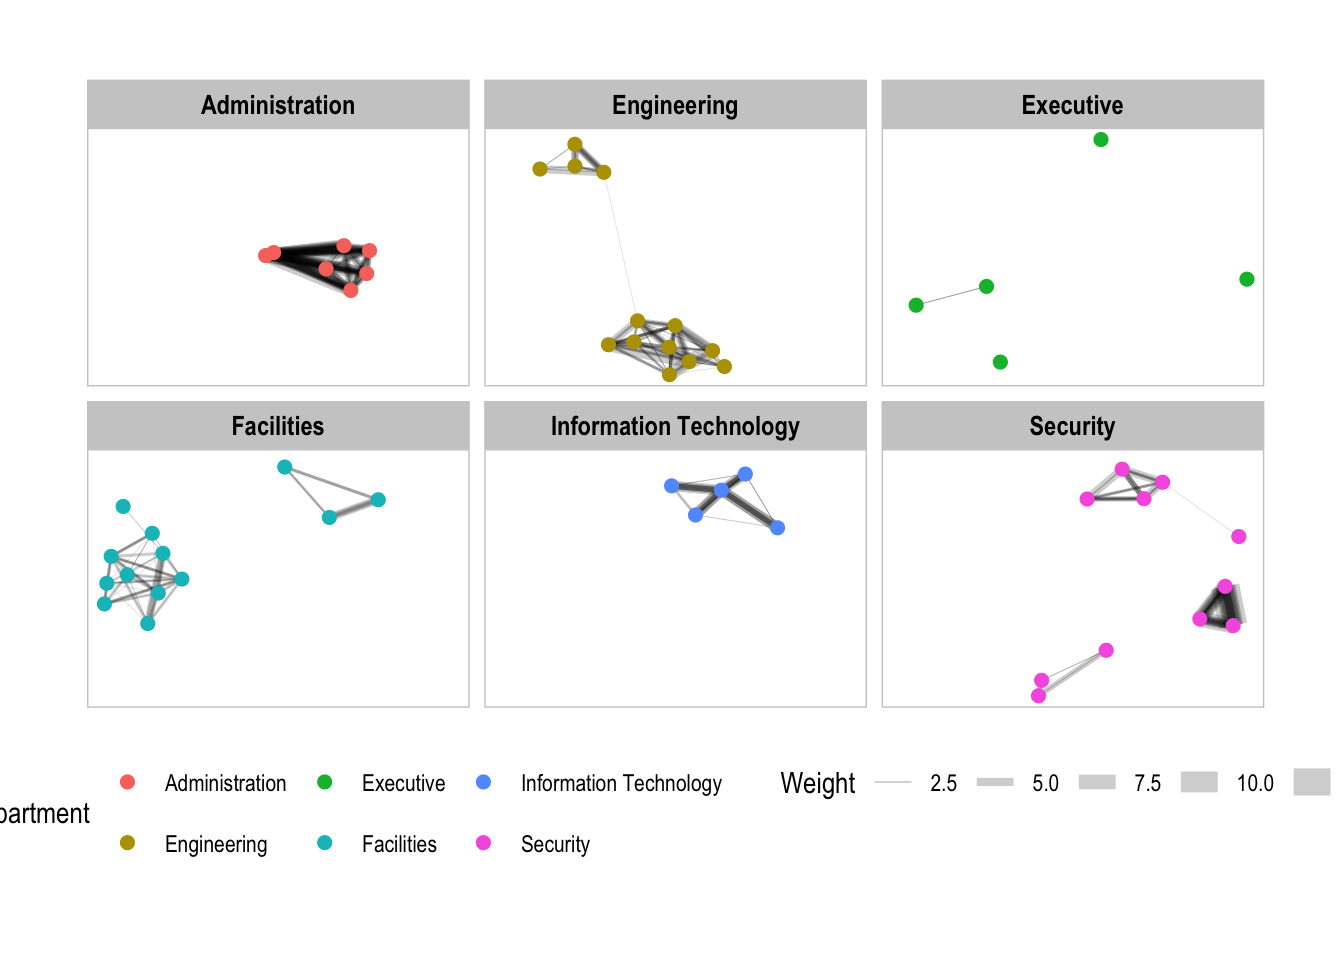 Administration Engineering Executive
Facilities Information Technology Security
Administration Executive Information Technology Weight 2.5 5.0 7.5 10.0
partment
Engineering Facilities Security